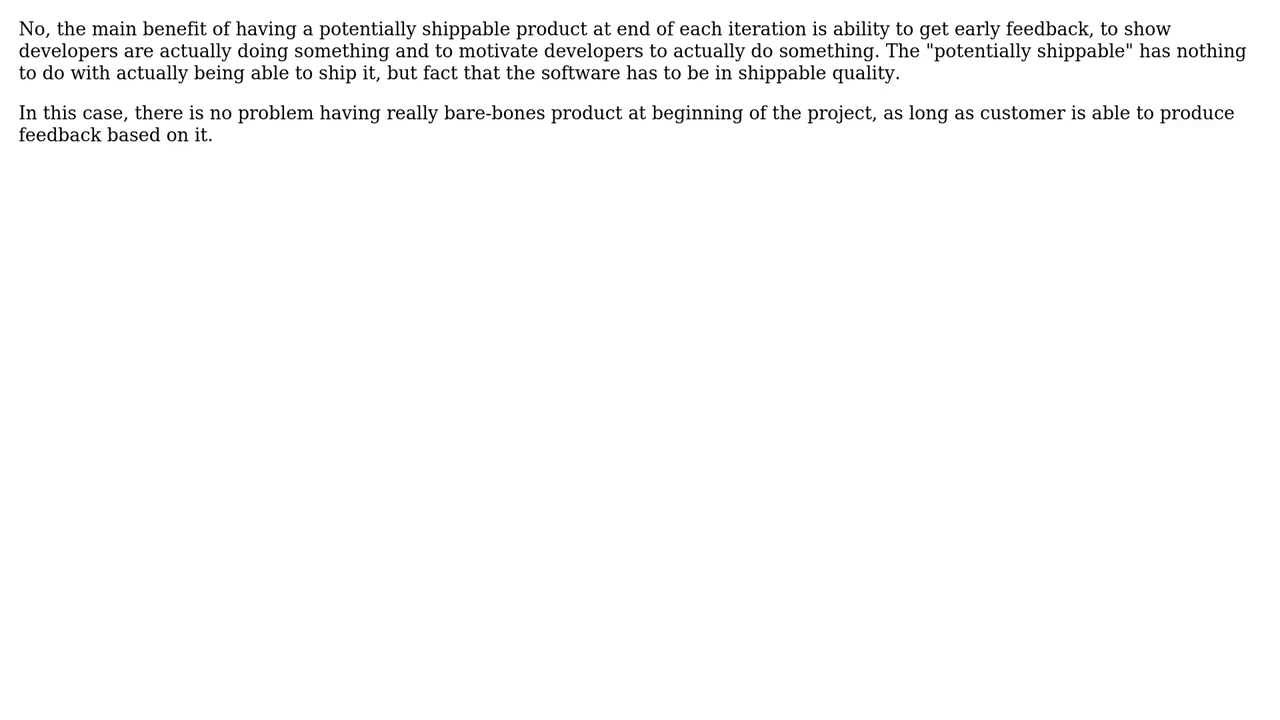 No, the main benefit of having a potentially shippable product at end of each iteration is ability to get early feedback, to show
developers are actually doing something and to motivate developers to actually do something. The "potentially shippable" has nothing
to do with actually being able to ship it, but fact that the software has to be in shippable quality.
In this case, there is no problem having really bare-bones product at beginning of the project, as long as customer is able to produce
feedback based on it.